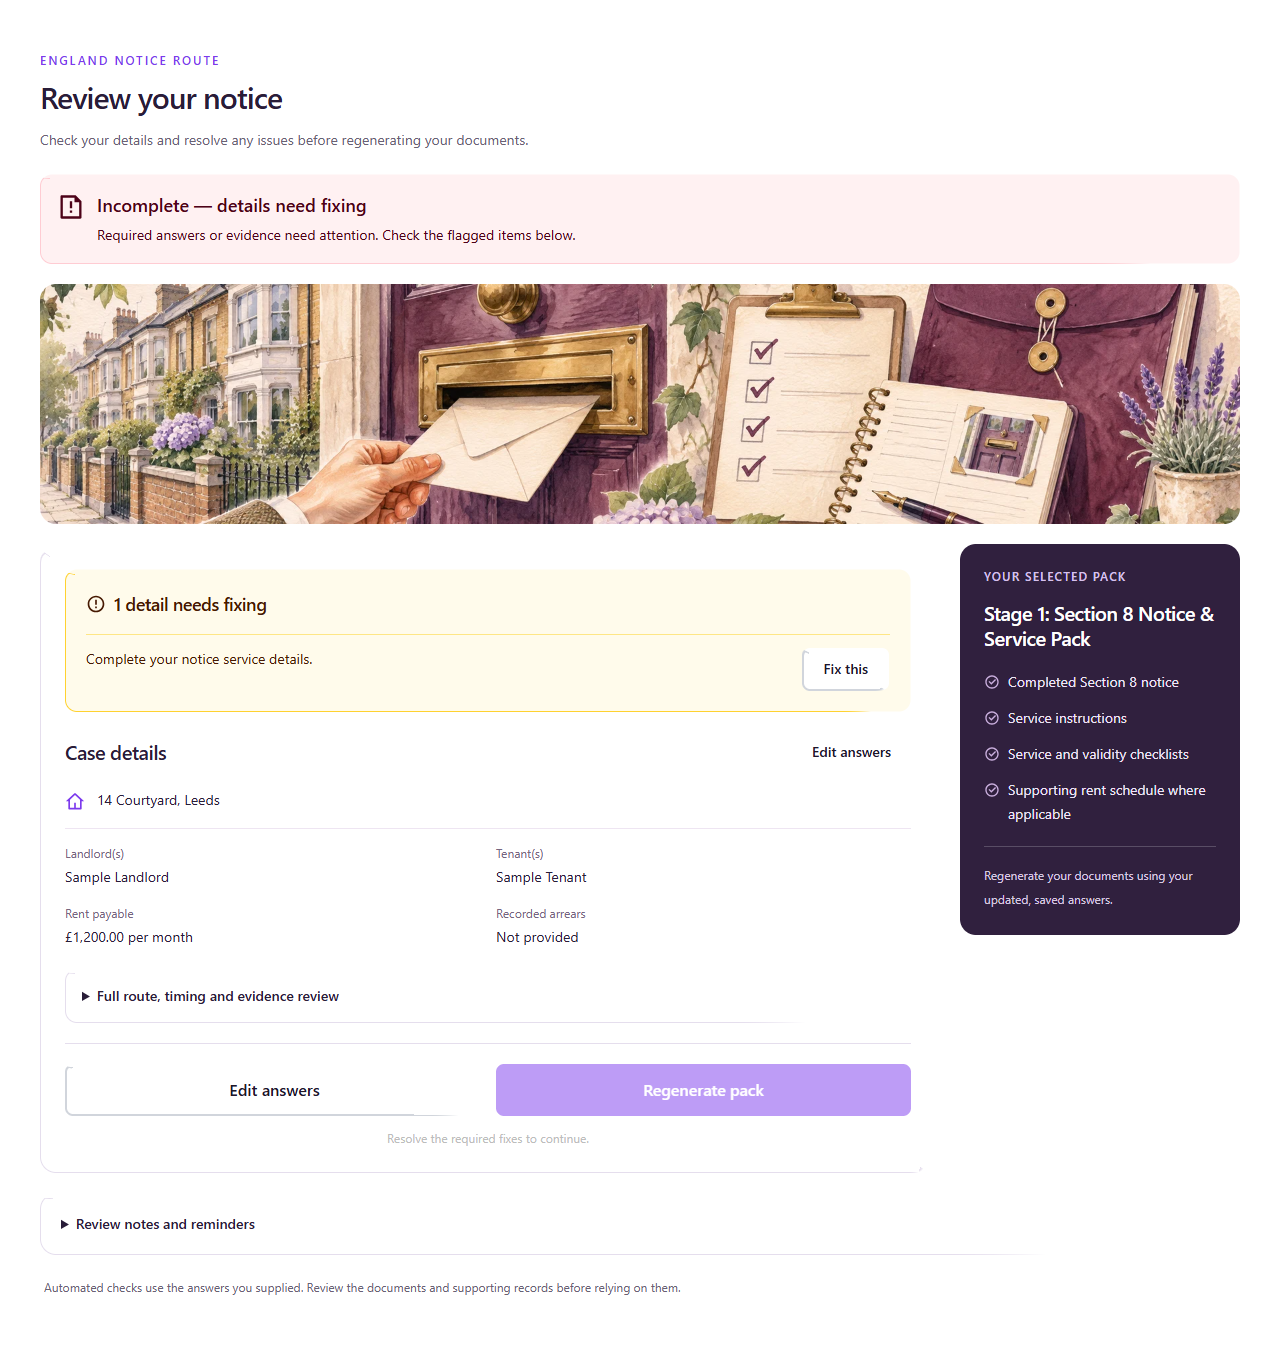 ENGLAND NOTICE ROUTE
Review your notice
Check your details and resolve any issues before regenerating your documents.
Incomplete — details need fixing
Required answers or evidence need attention. Check the flagged items below.
1 detail needs fixing
Complete your notice service details.
Fix this
Case details
Edit answers
14 Courtyard, Leeds
Landlord(s)
Sample Landlord
Tenant(s)
Sample Tenant
Rent payable
£1,200.00 per month
Recorded arrears
Not provided
Full route, timing and evidence review
Edit answers
Regenerate pack
Resolve the required fixes to continue.
YOUR SELECTED PACK
Stage 1: Section 8 Notice &
Service Pack
Completed Section 8 notice
Service instructions
Service and validity checklists
Supporting rent schedule where
applicable
Regenerate your documents using your
updated, saved answers.
Review notes and reminders
Automated checks use the answers you supplied. Review the documents and supporting records before relying on them.